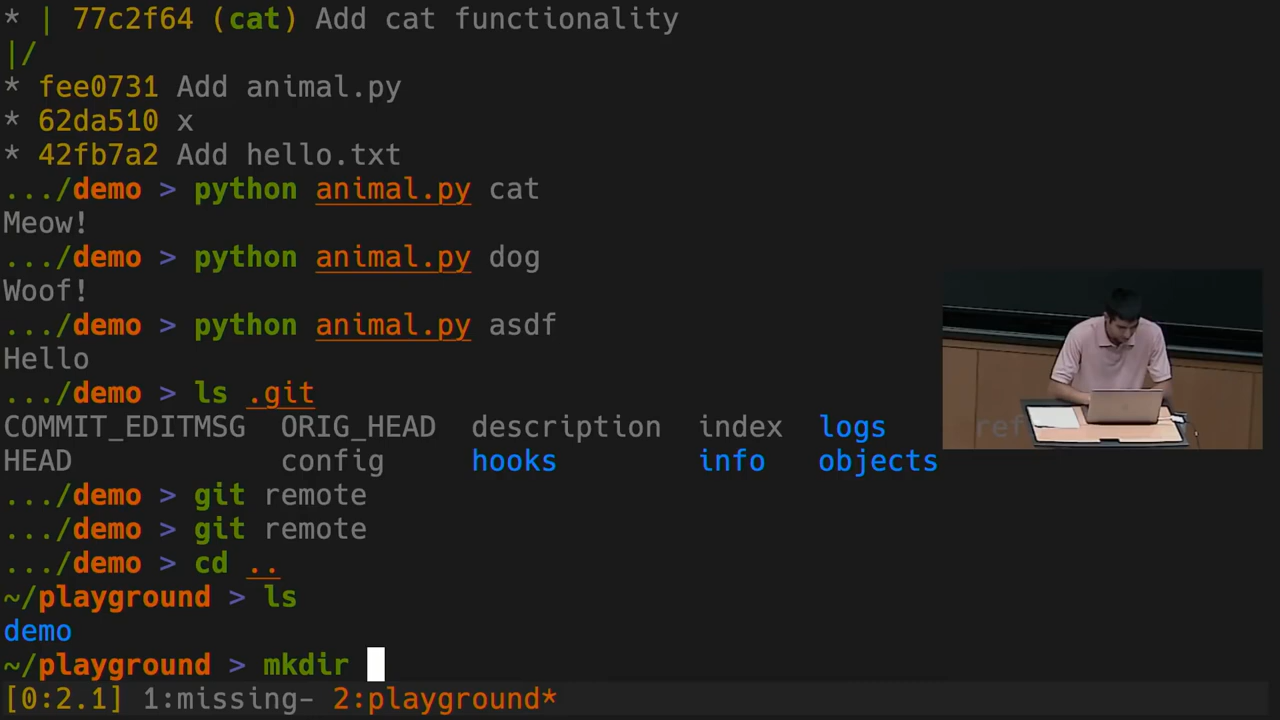 * | 77c2f64 (cat) Add cat functionality
|/
* fee0731 Add animal.py
* 62da510 x
* 42fb7a2 Add hello.txt
.../demo > python animal.py cat
Meow!
.../demo > python animal.py dog
Woof!
.../demo > python animal.py asdf
Hello
.../demo > ls .git
COMMIT_EDITMSG ORIG_HEAD description index logs ref
HEAD config hooks info objects
.../demo > git remote
.../demo > git remote
.../demo > cd ..
~/playground > ls
demo
~/playground > mkdir
[0:2.1] 1:missing- 2:playground*